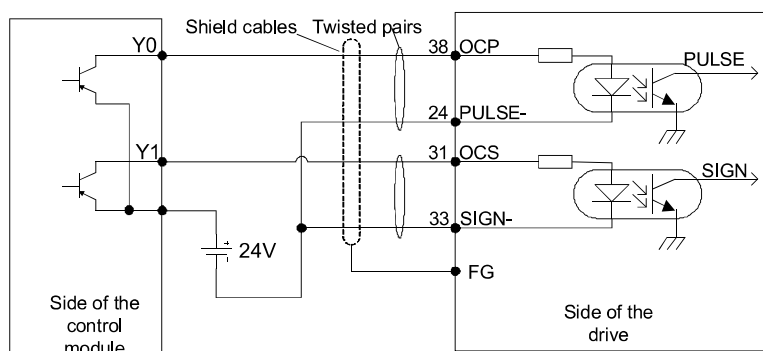 Shield cables Twisted pairs
Y0
38 OCP
PULSE
24 PULSE-
Y1
31 OCS
SIGN
33 SIGN-
24V
FG
Side of the
control
module
Side of the
drive